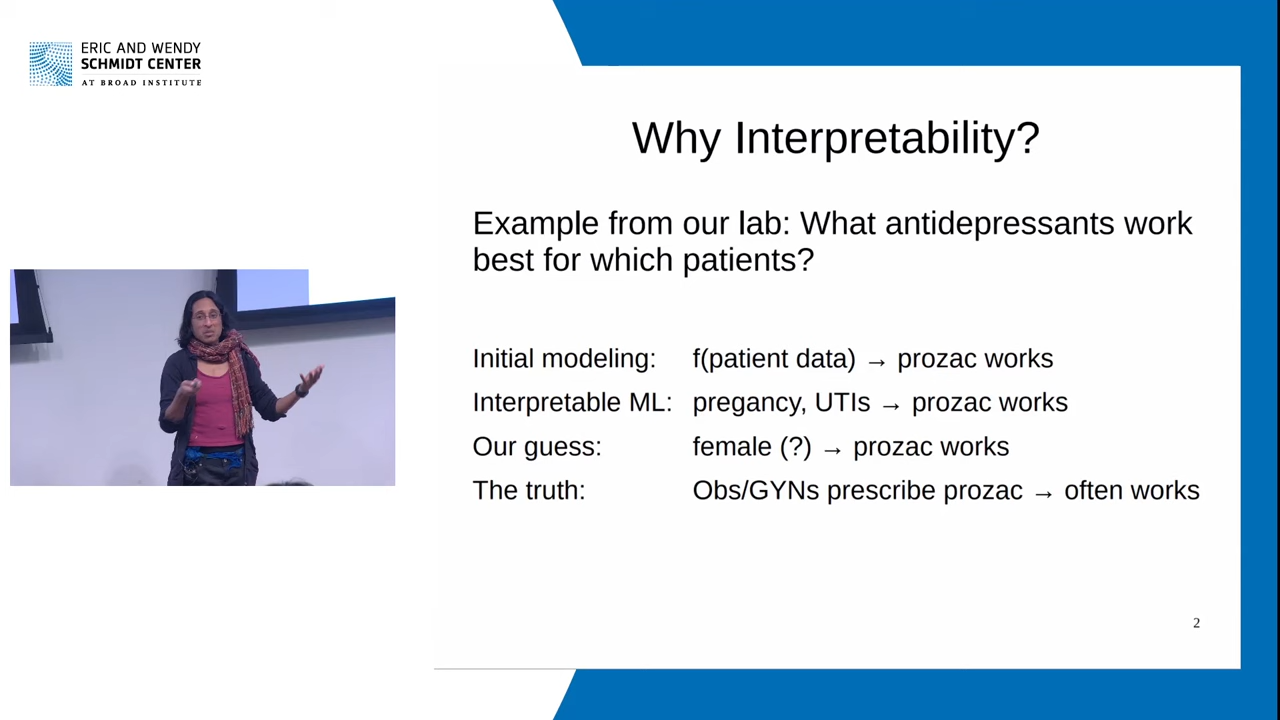 ERIC AND WENDY
SCHMIDT CENTER
AT BROAD INSTITUTE
Why Interpretability?
Example from our lab: What antidepressants work
best for which patients?
Initial modeling: f(patient data) → prozac works
Interpretable ML: pregancy, UTIs → prozac works
Our guess: female (?) → prozac works
The truth: Obs/GYNs prescribe prozac → often works
2